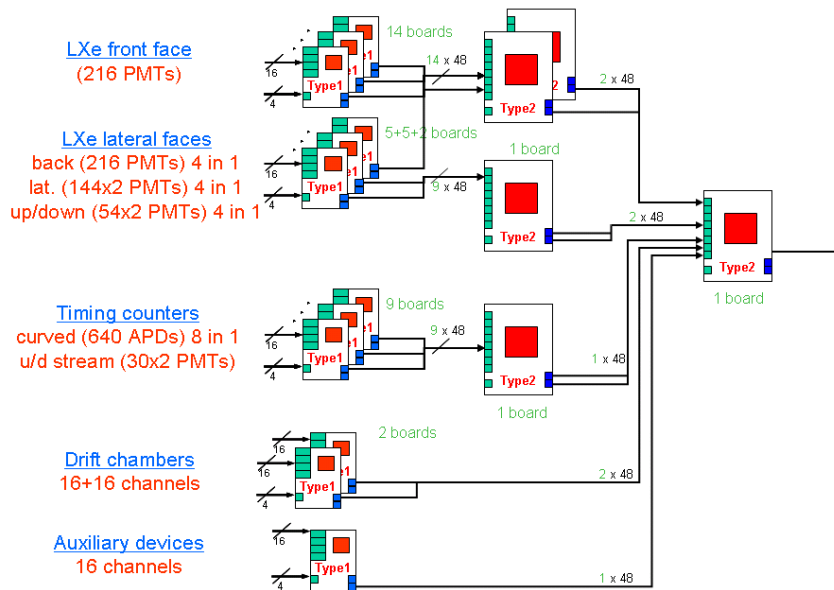 LXe front face
(216 PMTs)
16
4
Type1
Type1
14 boards
14 x 48
Type2
2 x 48
LXe lateral faces
back (216 PMTs) 4 in 1
lat. (144x2 PMTs) 4 in 1
up/down (54x2 PMTs) 4 in 1
16
4
Type1
5+5+2 boards
9 x 48
1 board
Type2
2 x 48
Type2
1 board
Timing counters
curved (640 APDs) 8 in 1
u/d stream (30x2 PMTs)
16
4
Type1
9 boards
9 x 48
Type2
1 board
1 x 48
Drift chambers
16+16 channels
16
16
4
Type1
2 boards
2 x 48
Auxiliary devices
16 channels
16
4
Type1
1 x 48